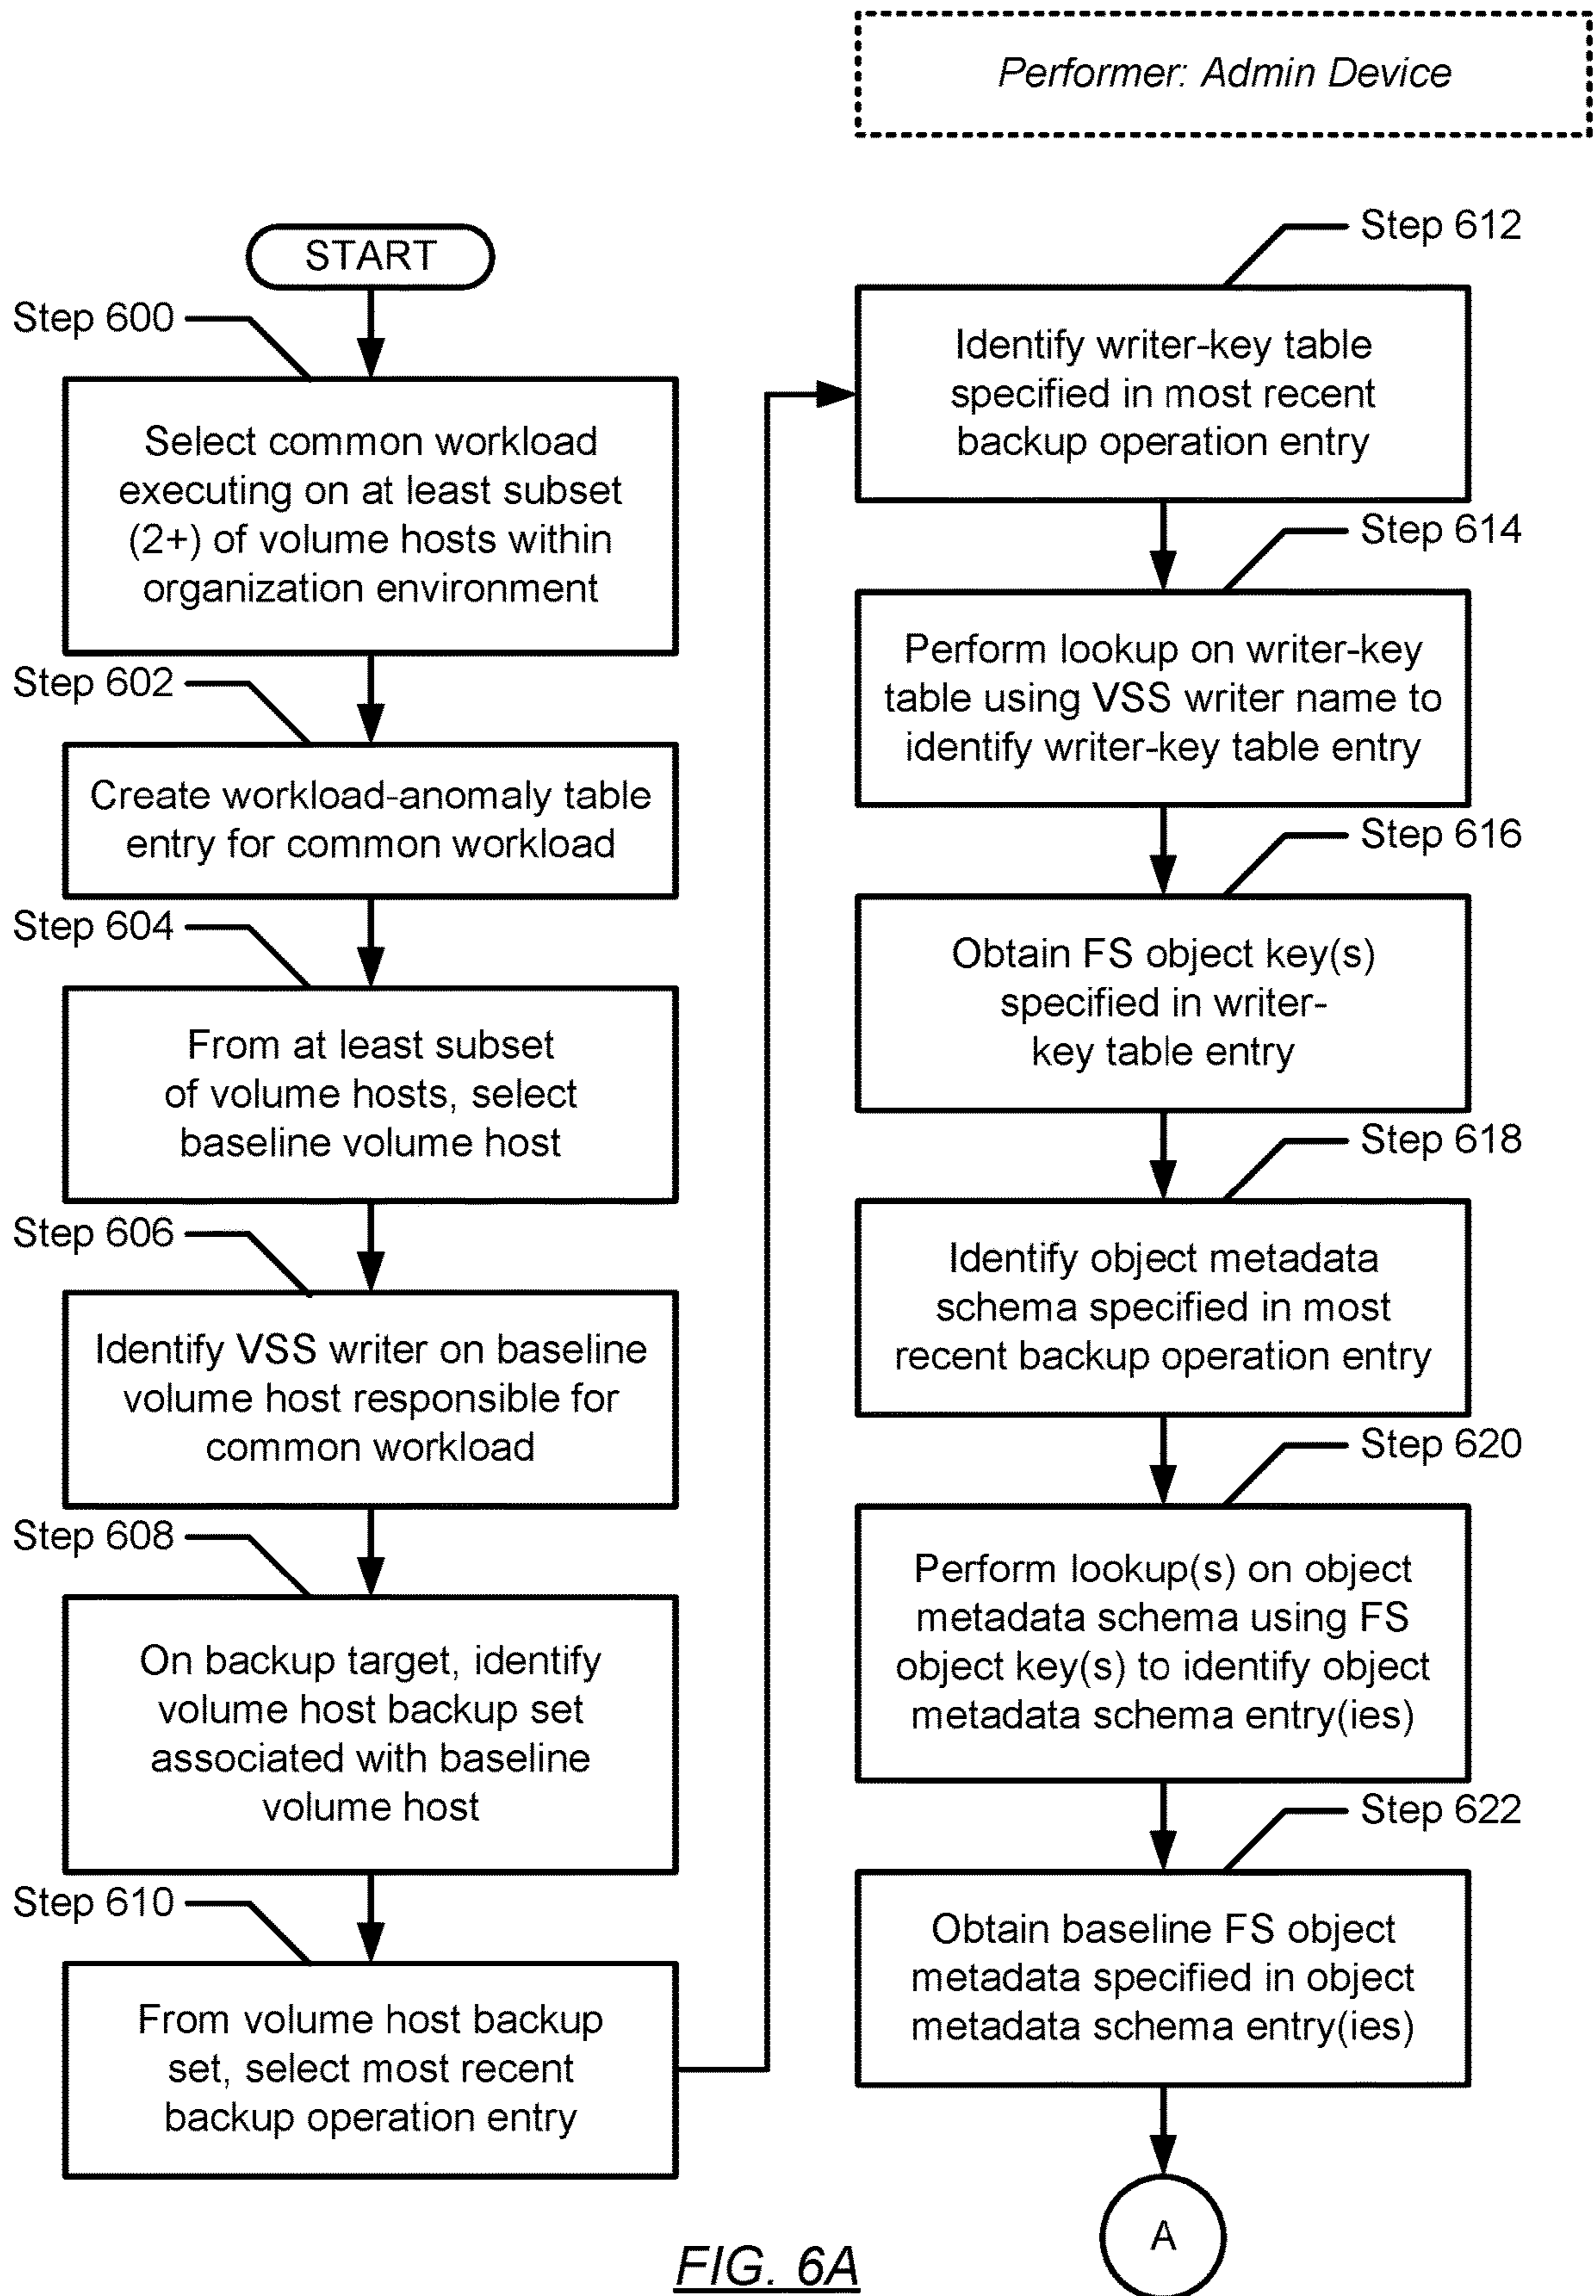 Performer: Admin Device
START
Step 600
Select common workload
executing on at least subset
(2+) of volume hosts within
organization environment
Step 602
Create workload-anomaly table
entry for common workload
Step 604
From at least subset
of volume hosts, select
baseline volume host
Step 606
Identify VSS writer on baseline
volume host responsible for
common workload
Step 608
On backup target, identify
volume host backup set
associated with baseline
volume host
Step 610
From volume host backup
set, select most recent
backup operation entry
Step 612
Identify writer-key table
specified in most recent
backup operation entry
Step 614
Perform lookup on writer-key
table using VSS writer name to
identify writer-key table entry
Step 616
Obtain FS object key(s)
specified in writer-
key table entry
Step 618
Identify object metadata
schema specified in most
recent backup operation entry
Step 620
Perform lookup(s) on object
metadata schema using FS
object key(s) to identify object
metadata schema entry(ies)
Step 622
Obtain baseline FS object
metadata specified in object
metadata schema entry(ies)
A
FIG. 6A